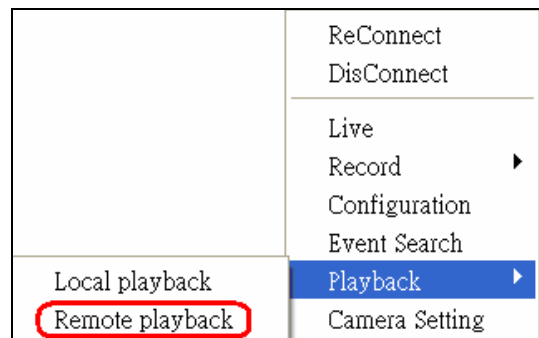 ReConnect
DisConnect
Live
Record
Configuration
Event Search
Playback
Camera Setting
Local playback
Remote playback